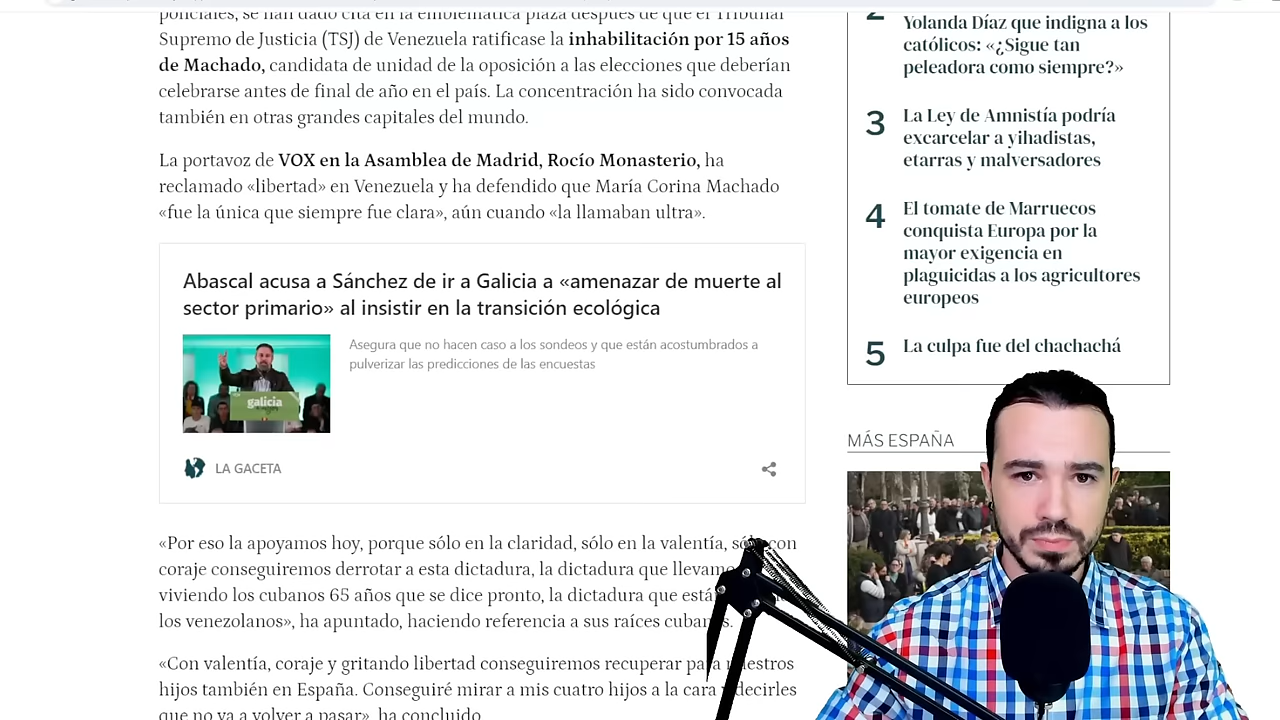 policiales, se han dado cita en la emblemática plaza después de que el Tribunal
Supremo de Justicia (TSJ) de Venezuela ratificase la inhabilitación por 15 años
de Machado, candidata de unidad de la oposición a las elecciones que deberían
celebrarse antes de final de año en el país. La concentración ha sido convocada
también en otras grandes capitales del mundo.
La portavoz de VOX en la Asamblea de Madrid, Rocío Monasterio, ha
reclamado «libertad» en Venezuela y ha defendido que María Corina Machado
«fue la única que siempre fue clara», aún cuando «la llamaban ultra».
Abascal acusa a Sánchez de ir a Galicia a «amenazar de muerte al
sector primario» al insistir en la transición ecológica
Asegura que no hacen caso a los sondeos y que están acostumbrados a
pulverizar las predicciones de las encuestas
galicia
LA GACETA
«Por eso la apoyamos hoy, porque sólo en la claridad, sólo en la valentía, sólo con
coraje conseguiremos derrotar a esta dictadura, la dictadura que llevamos
viviendo los cubanos 65 años que se dice pronto, la dictadura que está
los venezolanos», ha apuntado, haciendo referencia a sus raíces cubanas.
«Con valentía, coraje y gritando libertad conseguiremos recuperar para nuestros
hijos también en España. Conseguiré mirar a mis cuatro hijos a la cara y decirles
que no va a volver a pasar», ha concluido
2
Yolanda Díaz que indigna a los
católicos: «¿Sigue tan
peleadora como siempre?»
3
La Ley de Amnistía podría
excarcelar a yihadistas,
etarras y malversadores
4
El tomate de Marruecos
conquista Europa por la
mayor exigencia en
plaguicidas a los agricultores
europeos
5
La culpa fue del chachachá
MÁS ESPAÑA